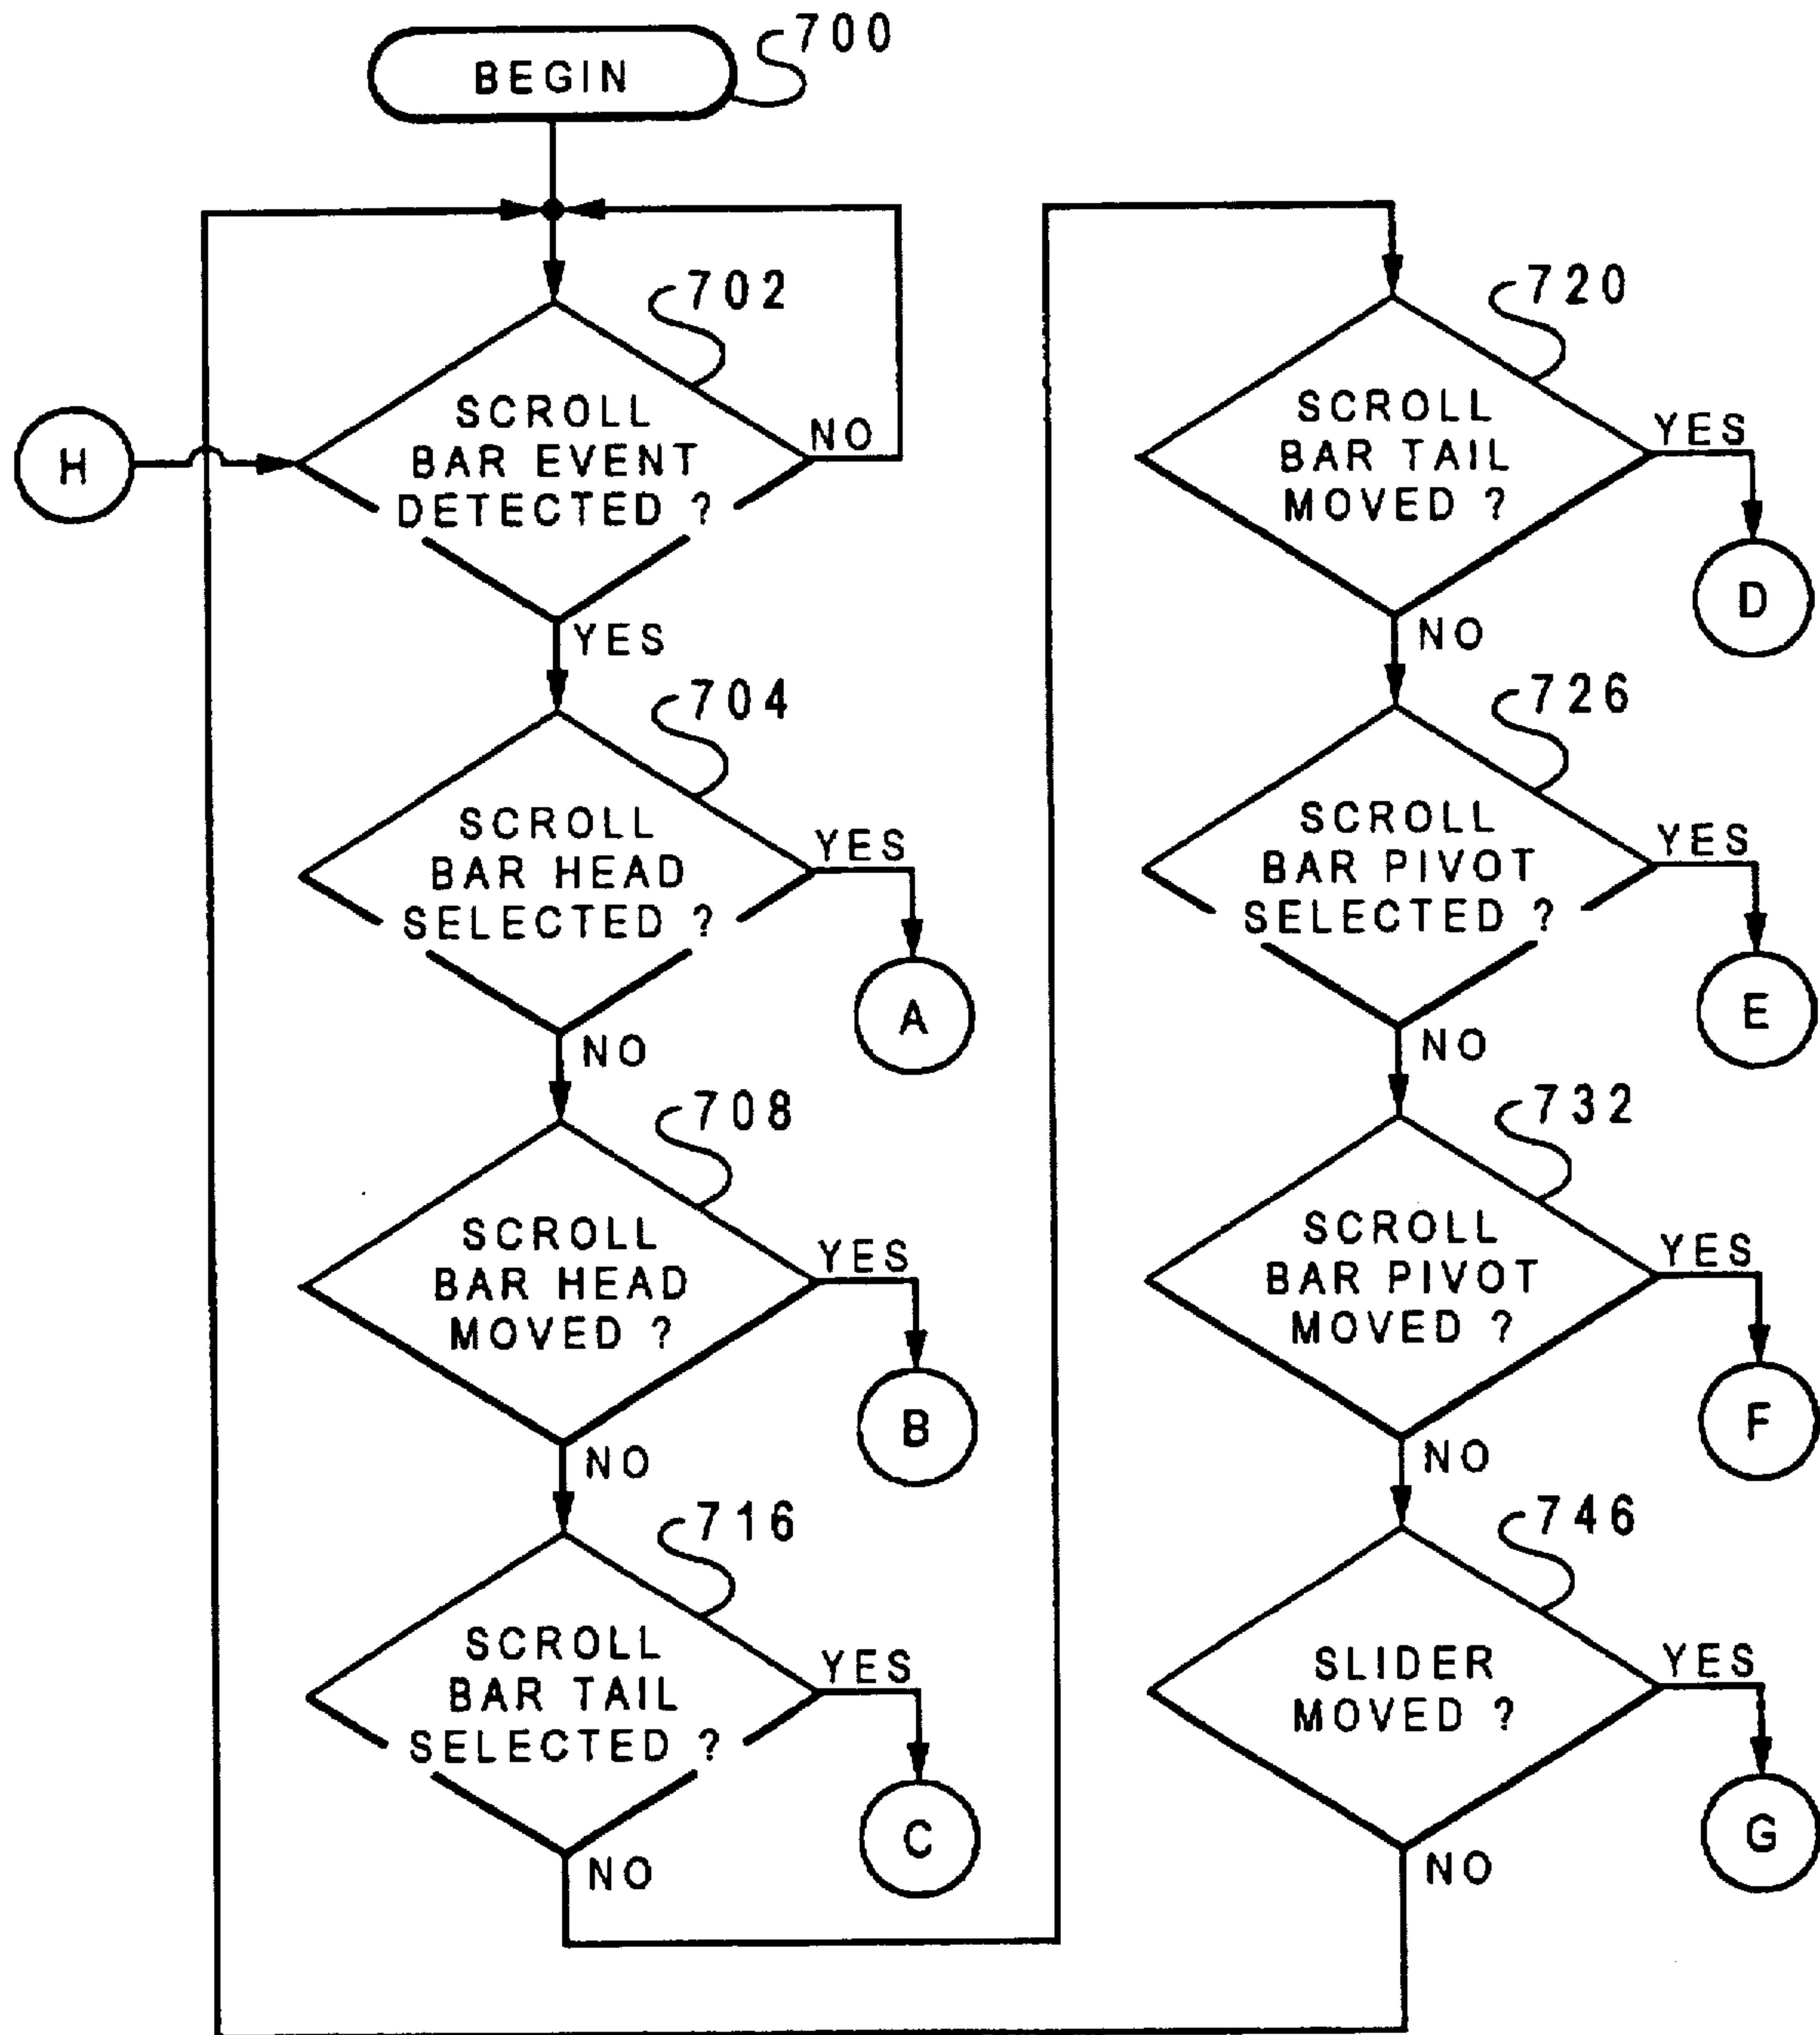 700
BEGIN
702
SCROLL
BAR EVENT
DETECTED ?
NO
H
YES
704
SCROLL
BAR HEAD
SELECTED ?
YES
A
NO
708
SCROLL
BAR HEAD
MOVED ?
YES
B
NO
716
SCROLL
BAR TAIL
SELECTED ?
YES
C
NO
720
SCROLL
BAR TAIL
MOVED ?
YES
D
NO
726
SCROLL
BAR PIVOT
SELECTED ?
YES
E
NO
732
SCROLL
BAR PIVOT
MOVED ?
YES
F
NO
746
SLIDER
MOVED ?
YES
G
NO